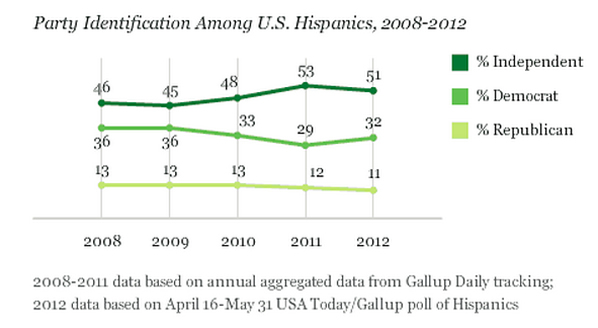 Party Identification Among U.S. Hispanics, 2008-2012
% Independent
% Democrat
% Republican
46 45 48 53 51
36 36 33 29 32
13 13 13 12 11
2008 2009 2010 2011 2012
2008-2011 data based on annual aggregated data from Gallup Daily tracking;
2012 data based on April 16-May 31 USA Today/Gallup poll of Hispanics